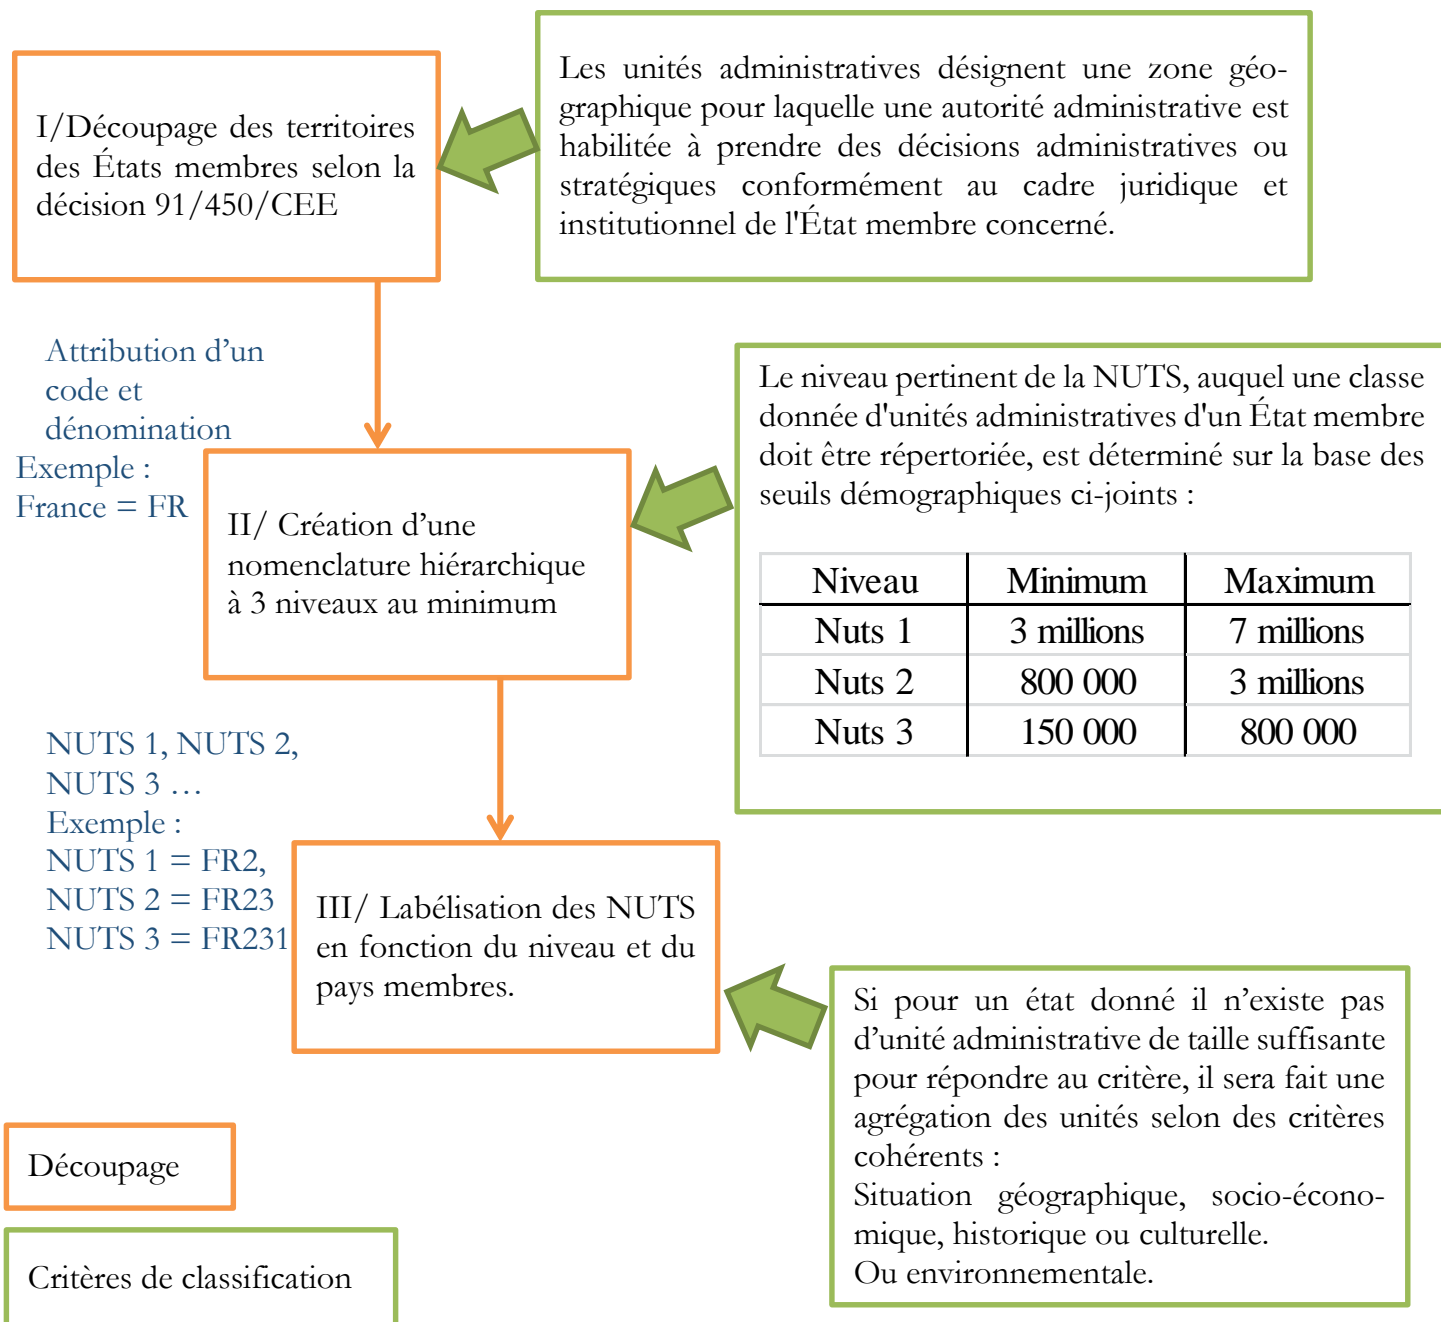 I/Découpage des territoires
des États membres selon la
décision 91/450/CEE
Les unités administratives désignent une zone géo-
graphique pour laquelle une autorité administrative est
habilitée à prendre des décisions administratives ou
stratégiques conformément au cadre juridique et
institutionnel de l'État membre concerné.
Attribution d’un
code et
dénomination
Exemple :
France = FR
II/ Création d’une
nomenclature hiérarchique
à 3 niveaux au minimum
Le niveau pertinent de la NUTS, auquel une classe
donnée d'unités administratives d'un État membre
doit être répertoriée, est déterminé sur la base des
seuils démographiques ci-joints :
Niveau Minimum Maximum
Nuts 1 3 millions 7 millions
Nuts 2 800 000 3 millions
Nuts 3 150 000 800 000
NUTS 1, NUTS 2,
NUTS 3 …
Exemple :
NUTS 1 = FR2,
NUTS 2 = FR23
NUTS 3 = FR231
III/ Labélisation des NUTS
en fonction du niveau et du
pays membres.
Si pour un état donné il n’existe pas
d’unité administrative de taille suffisante
pour répondre au critère, il sera fait une
agrégation des unités selon des critères
cohérents :
Situation géographique, socio-écono-
mique, historique ou culturelle.
Ou environnementale.
Découpage
Critères de classification